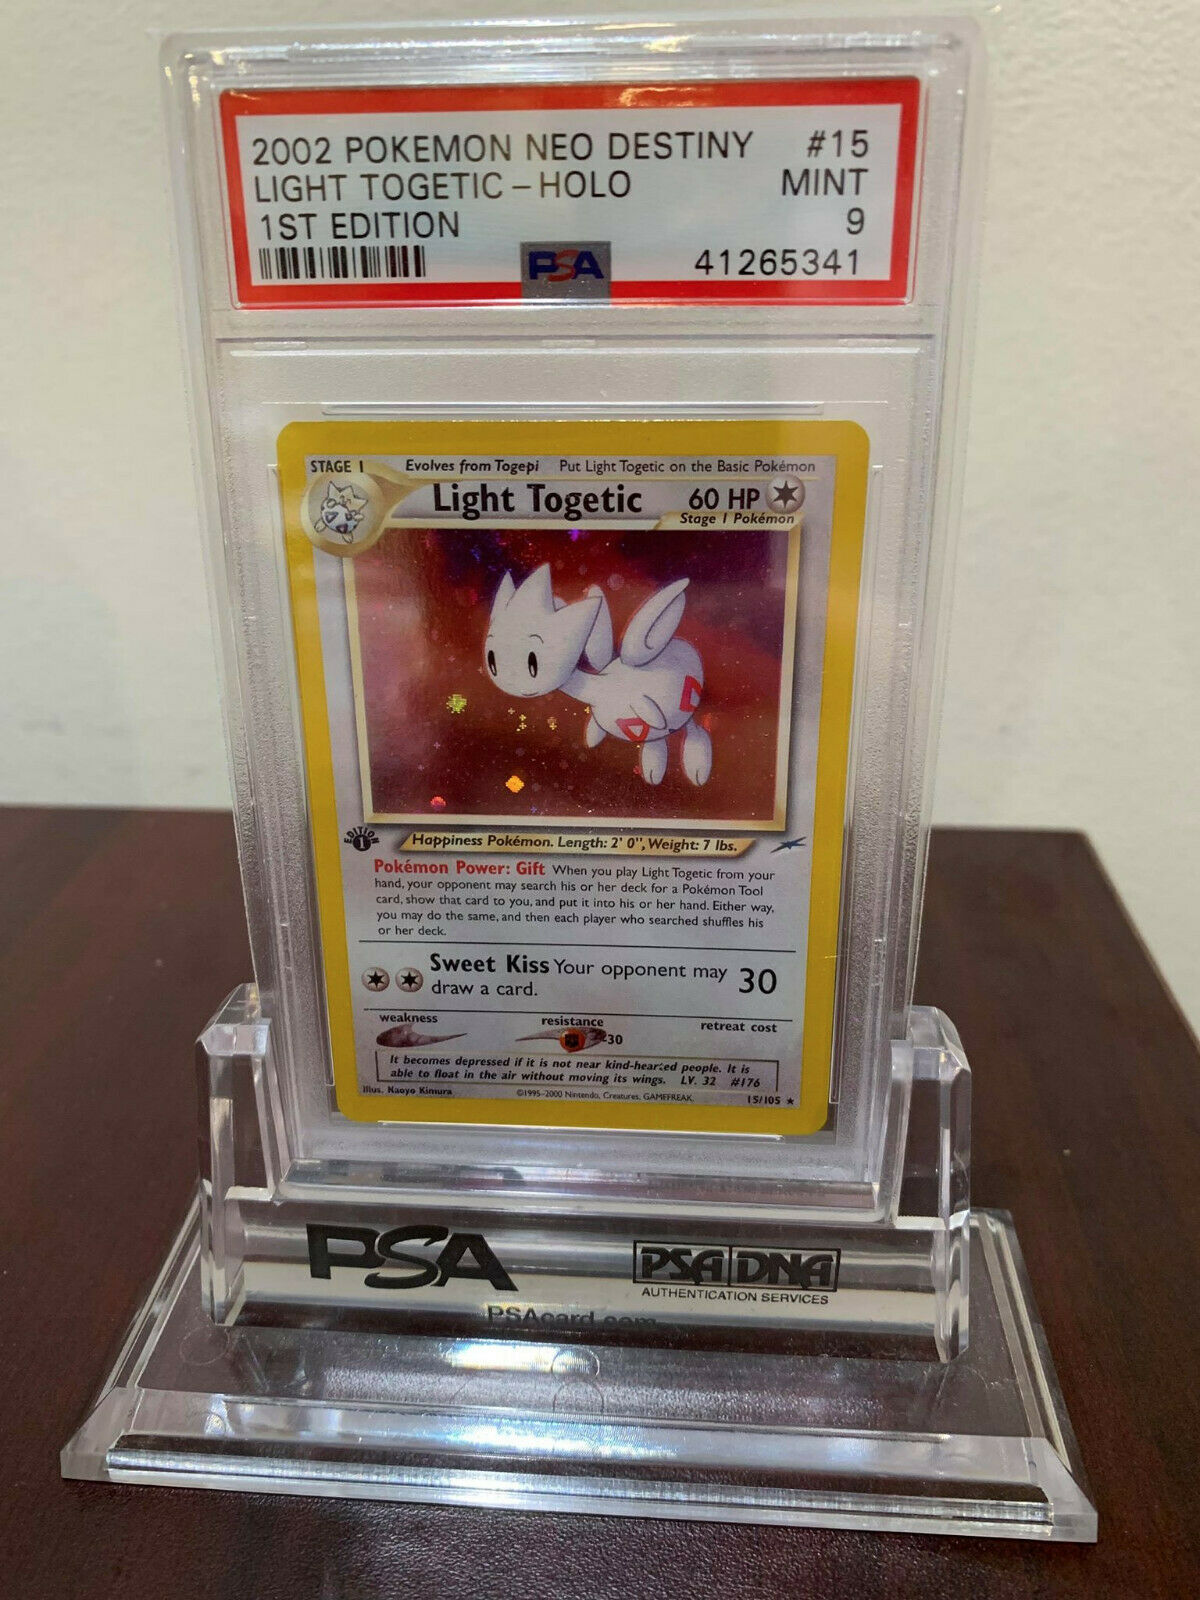 2002 POKEMON NEO DESTINY #15
LIGHT TOGETIC – HOLO MINT
1ST EDITION 9
PSA 41265341
STAGE 1 Evolves from Togepi Put Light Togetic on the Basic Pokémon
Light Togetic 60 HP
Stage 1 Pokémon
EDITION 1
Happiness Pokémon. Length: 2' 0", Weight: 7 lbs.
Pokémon Power: Gift When you play Light Togetic from your
hand, your opponent may search his or her deck for a Pokémon Tool
card, show that card to you, and put it into his or her hand. Either way,
you may do the same, and then each player who searched shuffles his
or her deck.
Sweet Kiss Your opponent may 30
draw a card.
weakness resistance retreat cost
-30
It becomes depressed if it is not near kind-hearted people. It is
able to float in the air without moving its wings. LV. 32 #176
Illus. Naoyo Kimura ©1995-2000 Nintendo, Creatures, GAMEFREAK. 15/105 ★
PSA PSA DNA
AUTHENTICATION SERVICES
PSAcard.com